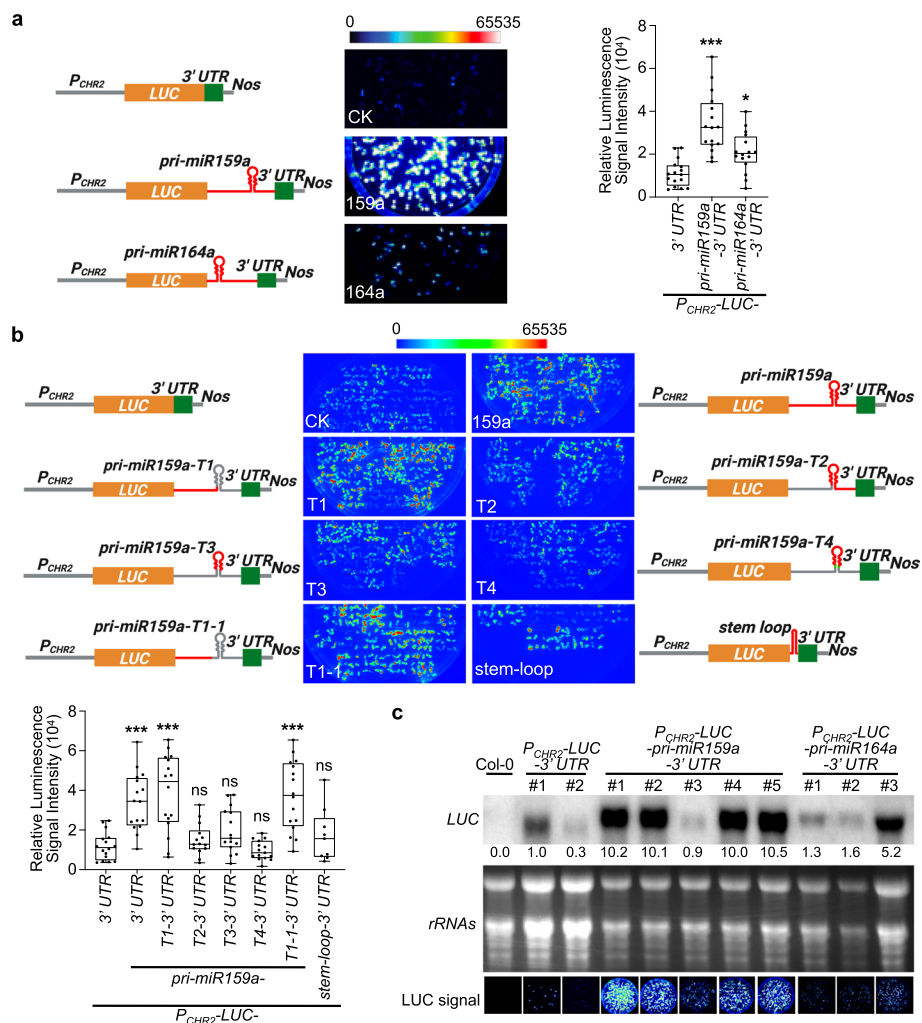 a
0 65535
P_CHR2 LUC 3' UTR Nos
CK
pri-miR159a
P_CHR2 LUC 3' UTR Nos
159a
pri-miR164a
P_CHR2 LUC 3' UTR Nos
164a
Relative Luminescence
Signal Intensity (10⁴)
8
6
4
2
0
***
*
3' UTR
pri-miR159a
-3' UTR
pri-miR164a
-3' UTR
P_CHR2-LUC-
b
0 65535
P_CHR2 LUC 3' UTR Nos
CK
159a
pri-miR159a
P_CHR2 LUC 3' UTR Nos
pri-miR159a-T1
P_CHR2 LUC 3' UTR Nos
T1
T2
pri-miR159a-T2
P_CHR2 LUC 3' UTR Nos
pri-miR159a-T3
P_CHR2 LUC 3' UTR Nos
T3
T4
pri-miR159a-T4
P_CHR2 LUC 3' UTR Nos
pri-miR159a-T1-1
P_CHR2 LUC 3' UTR Nos
T1-1
stem-loop
stem loop
P_CHR2 LUC 3' UTR Nos
Relative Luminescence
Signal Intensity (10⁴)
8
6
4
2
0
*** *** ns ns ns *** ns
3' UTR
3' UTR
T1-3' UTR
T2-3' UTR
T3-3' UTR
T4-3' UTR
T1-1-3' UTR
stem-loop-3' UTR
pri-miR159a-
P_CHR2-LUC-
c
Col-0
P_CHR2-LUC
-3' UTR
P_CHR2-LUC
-pri-miR159a
-3' UTR
P_CHR2-LUC
-pri-miR164a
-3' UTR
#1 #2 #1 #2 #3 #4 #5 #1 #2 #3
LUC
0.0 1.0 0.3 10.2 10.1 0.9 10.0 10.5 1.3 1.6 5.2
rRNAs
LUC signal